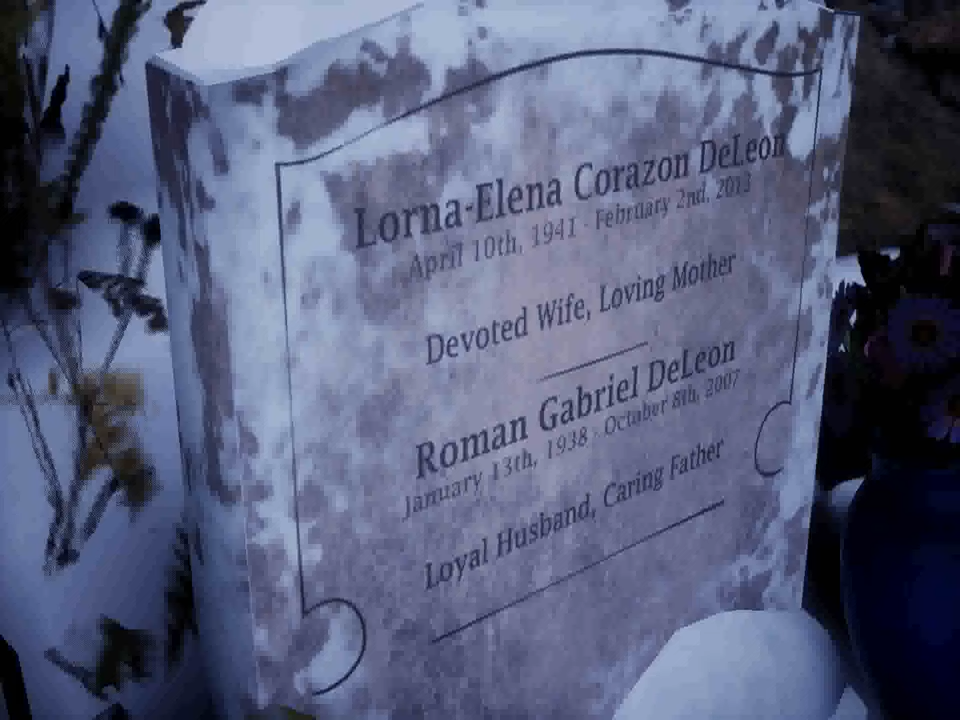 Lorna-Elena Corazon DeLeon
April 10th, 1941 - February 2nd, 2013
Devoted Wife, Loving Mother
Roman Gabriel DeLeon
January 13th, 1938 - October 8th, 2007
Loyal Husband, Caring Father